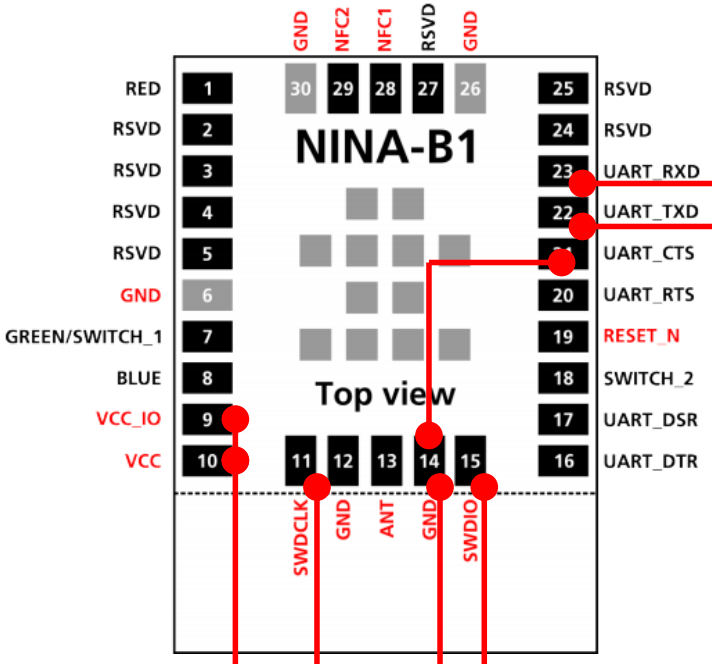 GND NFC2 NFC1 RSVD GND
30 29 28 27 26
RED 1
RSVD 2
RSVD 3
RSVD 4
RSVD 5
GND 6
GREEN/SWITCH_1 7
BLUE 8
VCC_IO 9
VCC 10
NINA-B1
Top view
25 RSVD
24 RSVD
23 UART_RXD
22 UART_TXD
UART_CTS
20 UART_RTS
19 RESET_N
18 SWITCH_2
17 UART_DSR
16 UART_DTR
11 12 13 14 15
SWDCLK GND ANT GND SWDIO